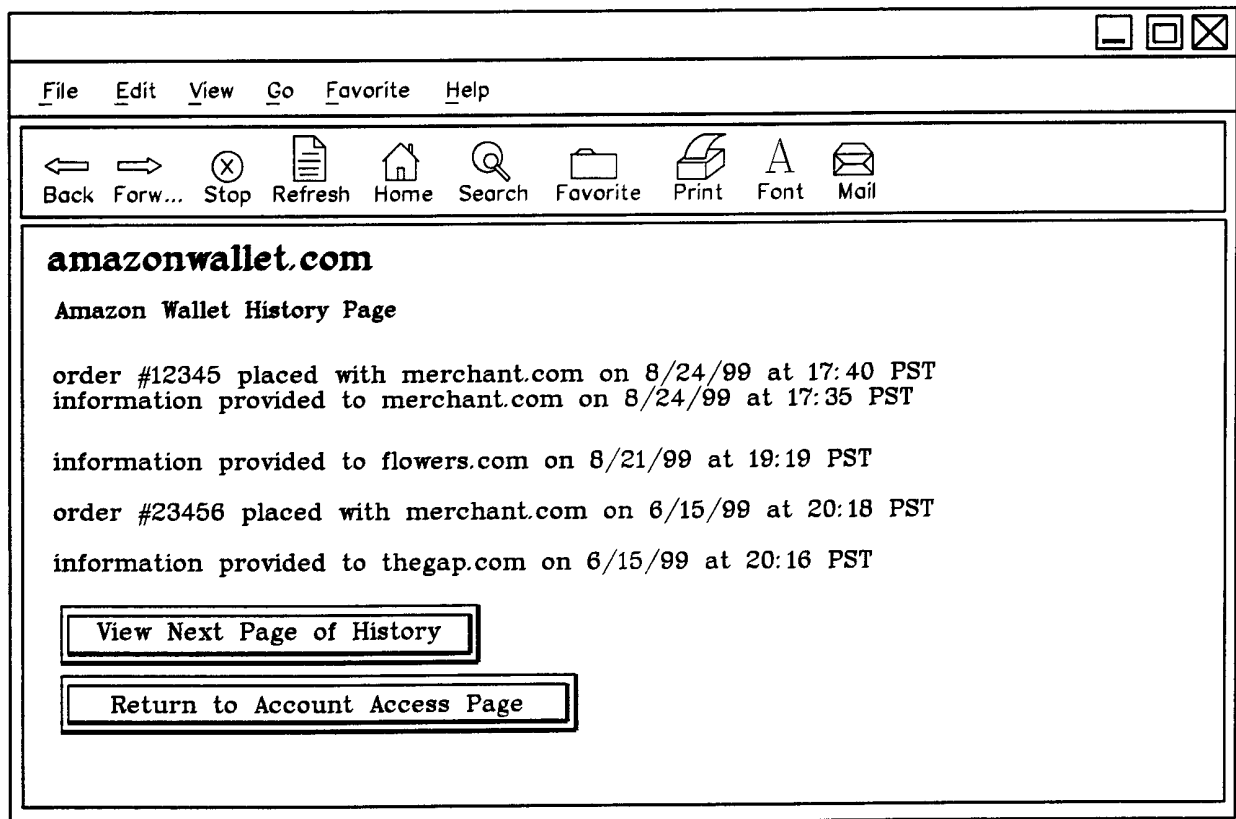 File Edit View Go Favorite Help
Back Forw... Stop Refresh Home Search Favorite Print Font Mail
amazonwallet.com
Amazon Wallet History Page
order #12345 placed with merchant.com on 8/24/99 at 17:40 PST
information provided to merchant.com on 8/24/99 at 17:35 PST
information provided to flowers.com on 8/21/99 at 19:19 PST
order #23456 placed with merchant.com on 6/15/99 at 20:18 PST
information provided to thegap.com on 6/15/99 at 20:16 PST
View Next Page of History
Return to Account Access Page